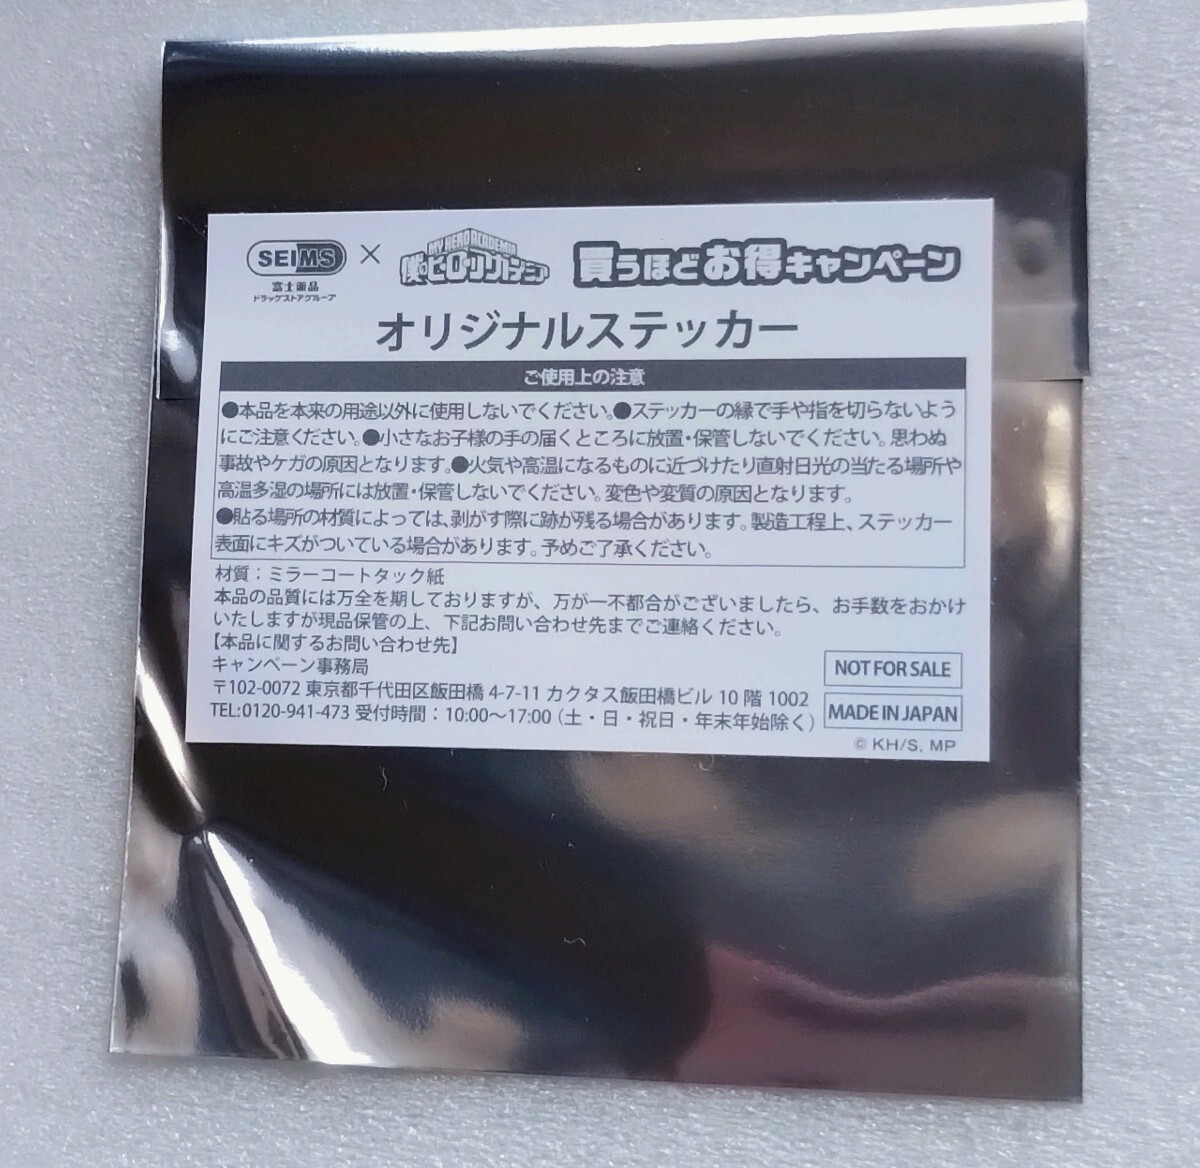 SEIMS × MY HERO ACADEMIA 僕のヒーローアカデミア 買うほどお得キャンペーン
富士薬品
ドラッグストアグループ
オリジナルステッカー
ご使用上の注意
●本品を本来の用途以外に使用しないでください。●ステッカーの縁で手や指を切らないよう
にご注意ください。●小さなお子様の手の届くところに放置・保管しないでください。思わぬ
事故やケガの原因となります。●火気や高温になるものに近づけたり直射日光の当たる場所や
高温多湿の場所には放置・保管しないでください。変色や変質の原因となります。
●貼る場所の材質によっては、剥がす際に跡が残る場合があります。製造工程上、ステッカー
表面にキズがついている場合があります。予めご了承ください。
材質：ミラーコートタック紙
本品の品質には万全を期しておりますが、万が一不都合がございましたら、お手数をおかけ
いたしますが現品保管の上、下記お問い合わせ先までご連絡ください。
【本品に関するお問い合わせ先】
キャンペーン事務局
〒102-0072 東京都千代田区飯田橋 4-7-11 カクタス飯田橋ビル 10 階 1002
TEL:0120-941-473 受付時間：10:00～17:00（土・日・祝日・年末年始除く）
NOT FOR SALE
MADE IN JAPAN
© KH/S, MP